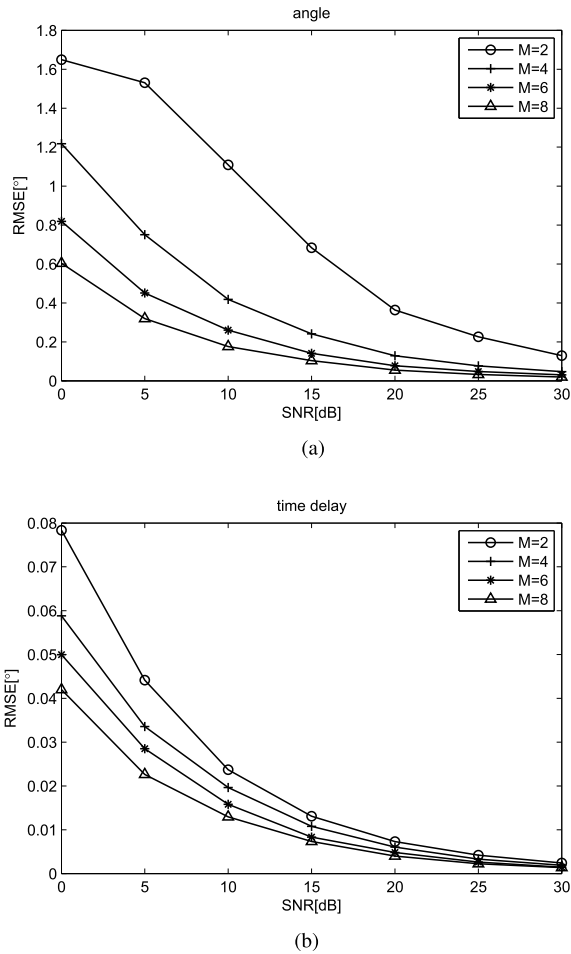 angle
1.8
1.6
1.4
1.2
1
0.8
0.6
0.4
0.2
0
RMSE[°]
M=2
M=4
M=6
M=8
0 5 10 15 20 25 30
SNR[dB]
(a)
time delay
0.08
0.07
0.06
0.05
0.04
0.03
0.02
0.01
0
RMSE[°]
M=2
M=4
M=6
M=8
0 5 10 15 20 25 30
SNR[dB]
(b)